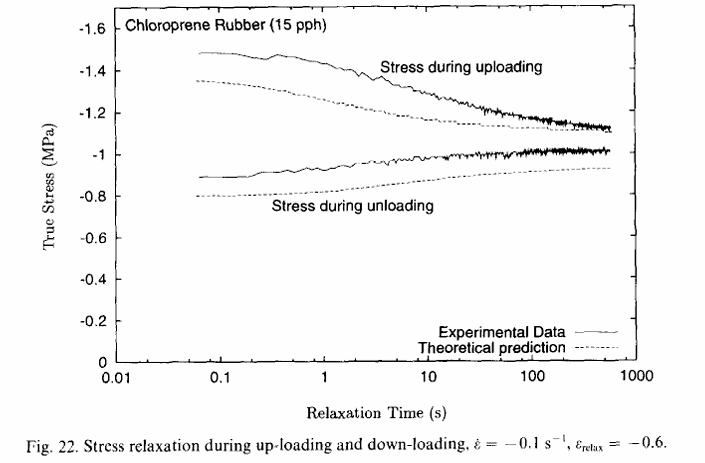 Chloroprene Rubber (15 pph)
Stress during uploading
Stress during unloading
Experimental Data
Theoretical prediction
True Stress (MPa)
-1.6
-1.4
-1.2
-1
-0.8
-0.6
-0.4
-0.2
0
0.01 0.1 1 10 100 1000
Relaxation Time (s)
Fig. 22. Stress relaxation during up-loading and down-loading, ε̇ = −0.1 s⁻¹, εrelax = −0.6.